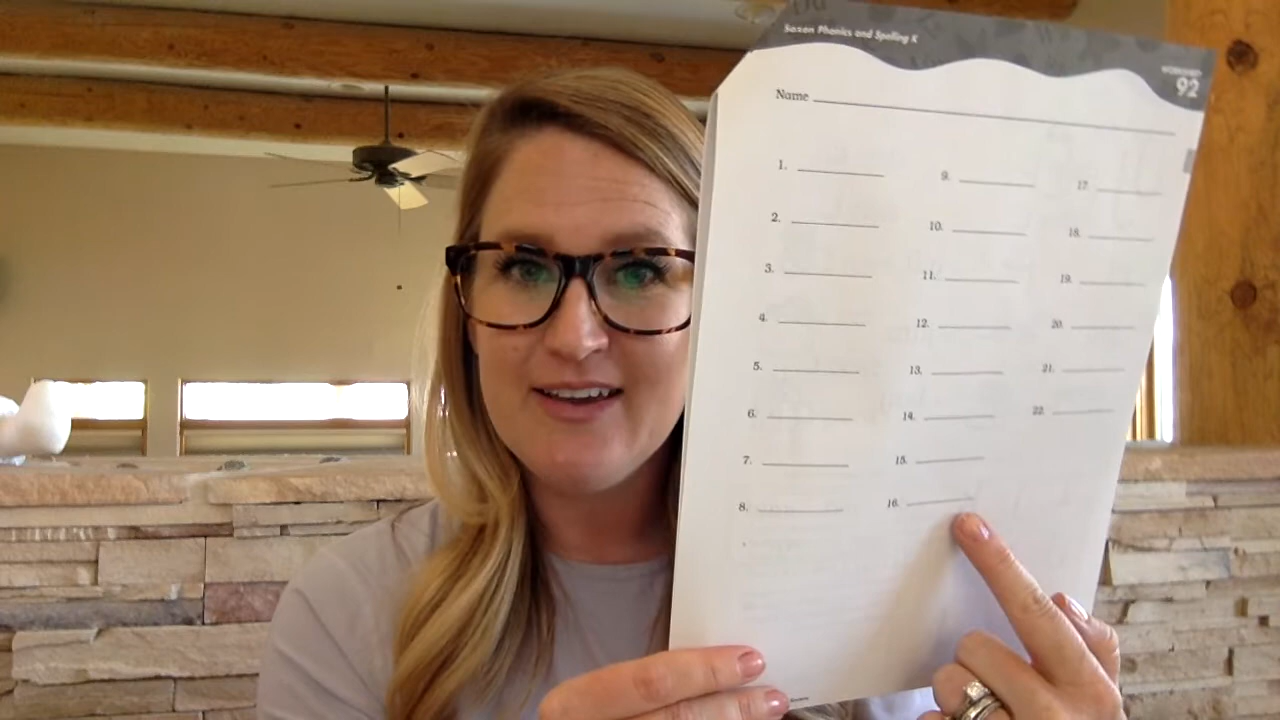 Saxon Phonics and Spelling K
WORKSHEET
92
Name
1. 9. 17.
2. 10. 18.
3. 11. 19.
4. 12. 20.
5. 13. 21.
6. 14. 22.
7. 15.
8. 16.